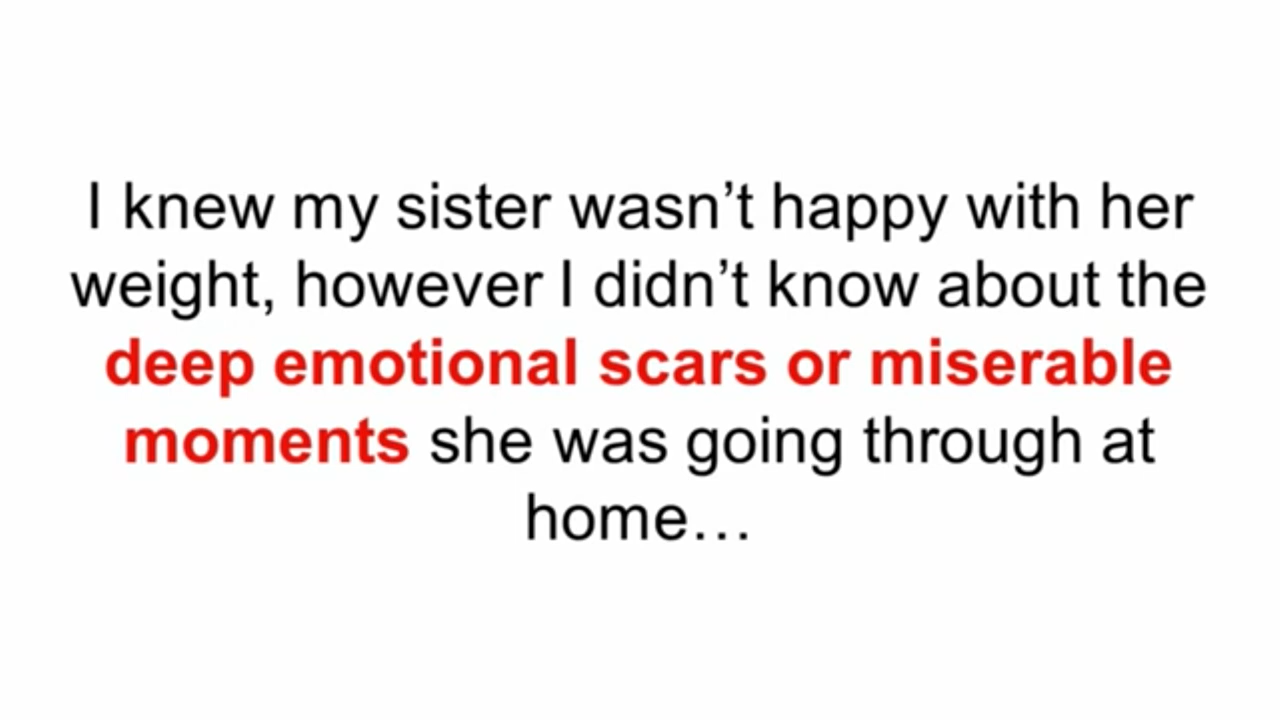 I knew my sister wasn’t happy with her
weight, however I didn’t know about the
deep emotional scars or miserable
moments she was going through at
home…